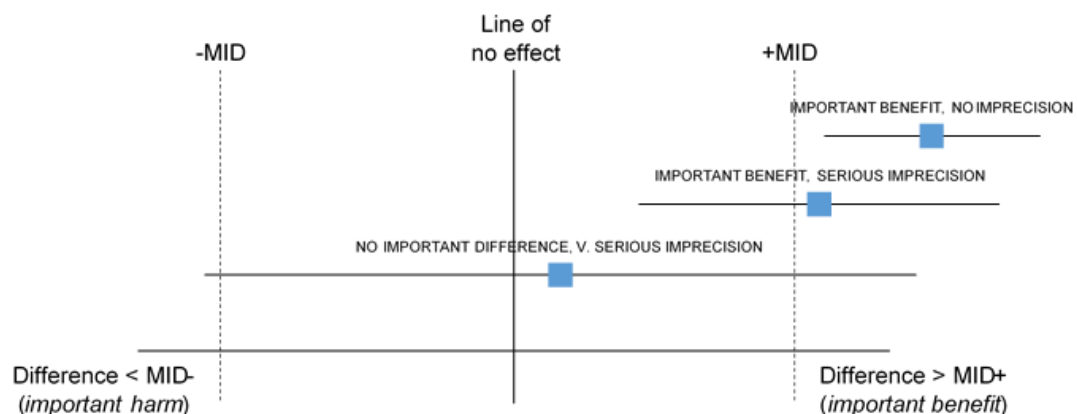 Line of
no effect
-MID
+MID
IMPORTANT BENEFIT, NO IMPRECISION
IMPORTANT BENEFIT, SERIOUS IMPRECISION
NO IMPORTANT DIFFERENCE, V. SERIOUS IMPRECISION
Difference < MID-
(important harm)
Difference > MID+
(important benefit)